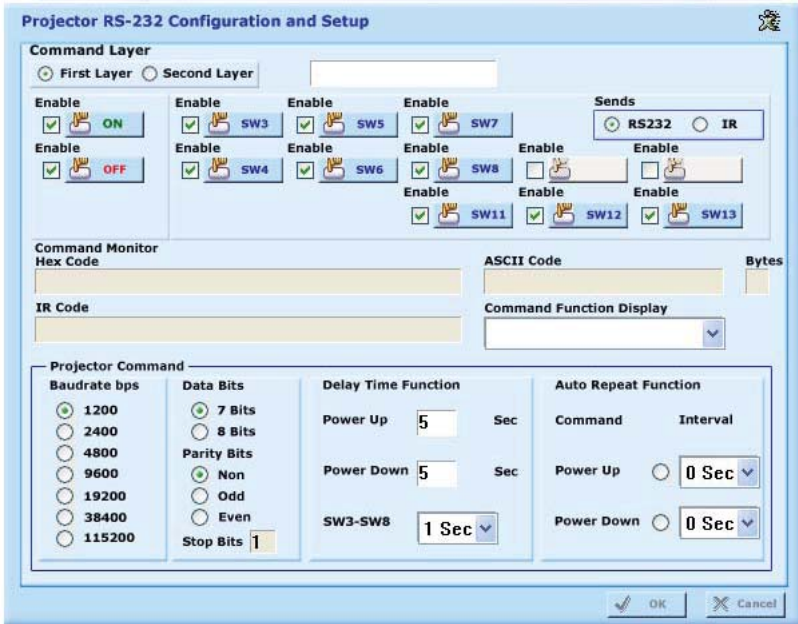 Projector RS-232 Configuration and Setup
Command Layer
First Layer Second Layer
Enable Enable Enable Enable Sends
ON SW3 SW5 SW7 RS232 IR
Enable Enable Enable Enable Enable Enable
OFF SW4 SW6 SW8
Enable Enable Enable
SW11 SW12 SW13
Command Monitor
Hex Code ASCII Code Bytes
IR Code Command Function Display
Projector Command
Baudrate bps
1200
2400
4800
9600
19200
38400
115200
Data Bits
7 Bits
8 Bits
Parity Bits
Non
Odd
Even
Stop Bits 1
Delay Time Function
Power Up 5 Sec
Power Down 5 Sec
SW3-SW8 1 Sec
Auto Repeat Function
Command Interval
Power Up 0 Sec
Power Down 0 Sec
OK Cancel